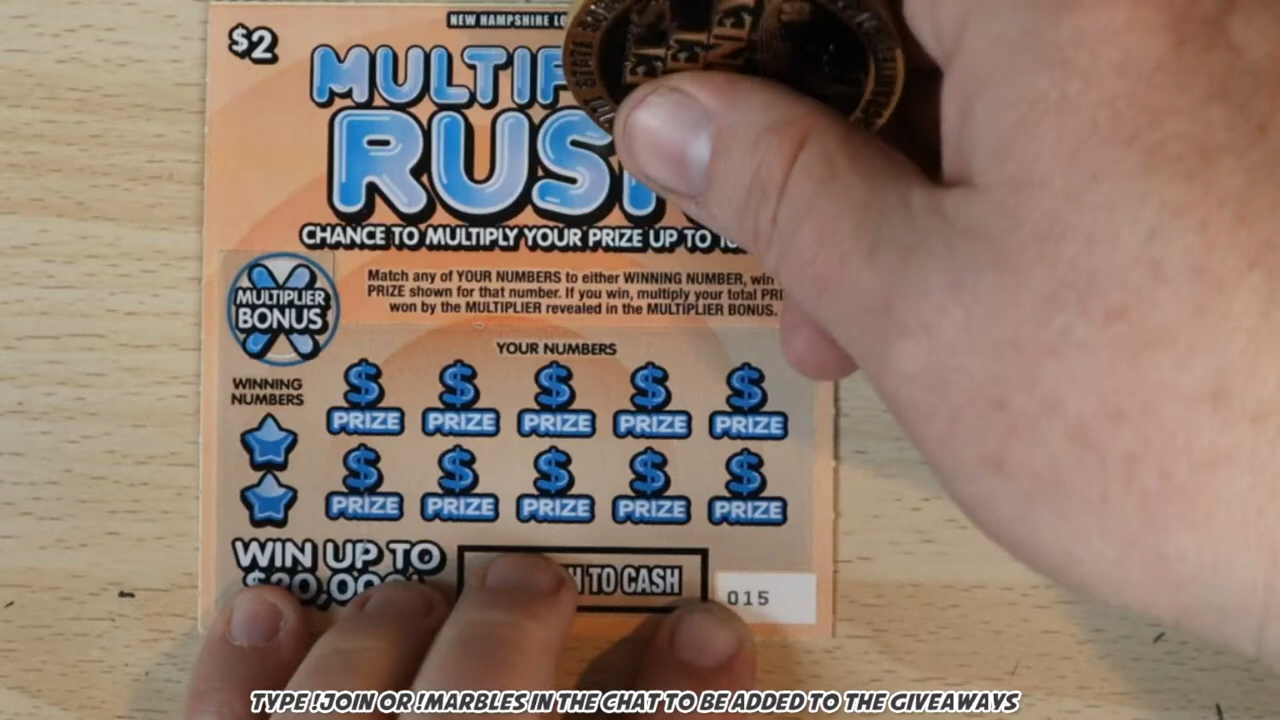 NEW HAMPSHIRE
$2
RUS
CHANCE TO MULTIPLY YOUR PRIZE UP TO
Match any of YOUR NUMBERS to either WINNING NUMBER, win
PRIZE shown for that number. If you win, multiply your total
won by the MULTIPLIER revealed in the MULTIPLIER BONUS.
MULTIPLIER
BONUS
YOUR NUMBERS
WINNING
NUMBERS
$ $ $ $ $
PRIZE PRIZE PRIZE PRIZE PRIZE
$ $ $ $ $
PRIZE PRIZE PRIZE PRIZE PRIZE
WIN UP TO
TO CASH
015
TYPE !JOIN OR !MARBLES IN THE CHAT TO BE ADDED TO THE GIVEAWAYS